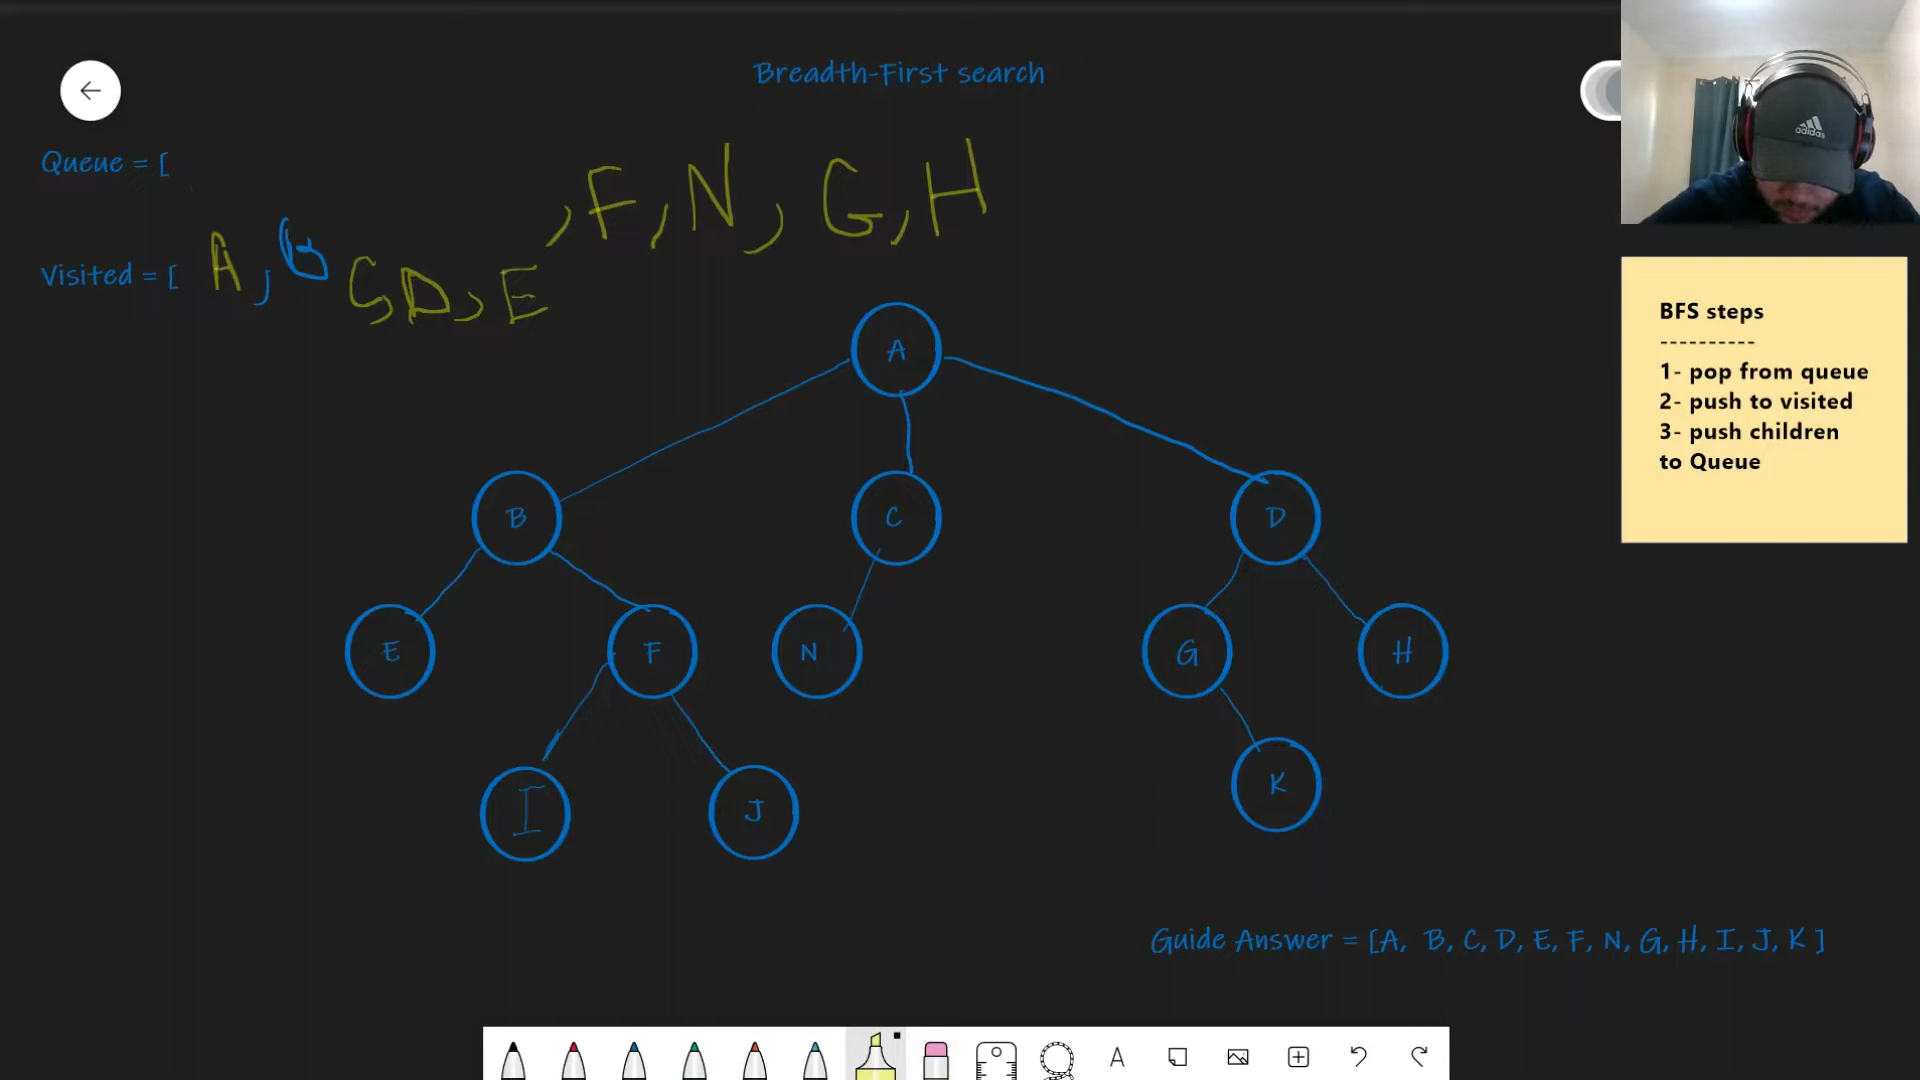 Breadth-First search
Queue = [
, F, N, G, H
Visited = [ A, B C, D, E
adidas
BFS steps
----------
1- pop from queue
2- push to visited
3- push children
to Queue
A
B C D
E F N G H
I J K
Guide Answer = [A, B, C, D, E, F, N, G, H, I, J, K ]
A